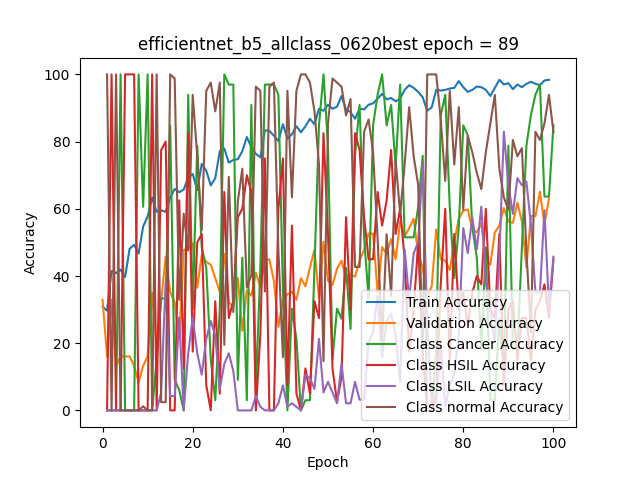 efficientnet_b5_allclass_0620best epoch = 89
100
80
60
40
20
0
Accuracy
Train Accuracy
Validation Accuracy
Class Cancer Accuracy
Class HSIL Accuracy
Class LSIL Accuracy
Class normal Accuracy
0 20 40 60 80 100
Epoch